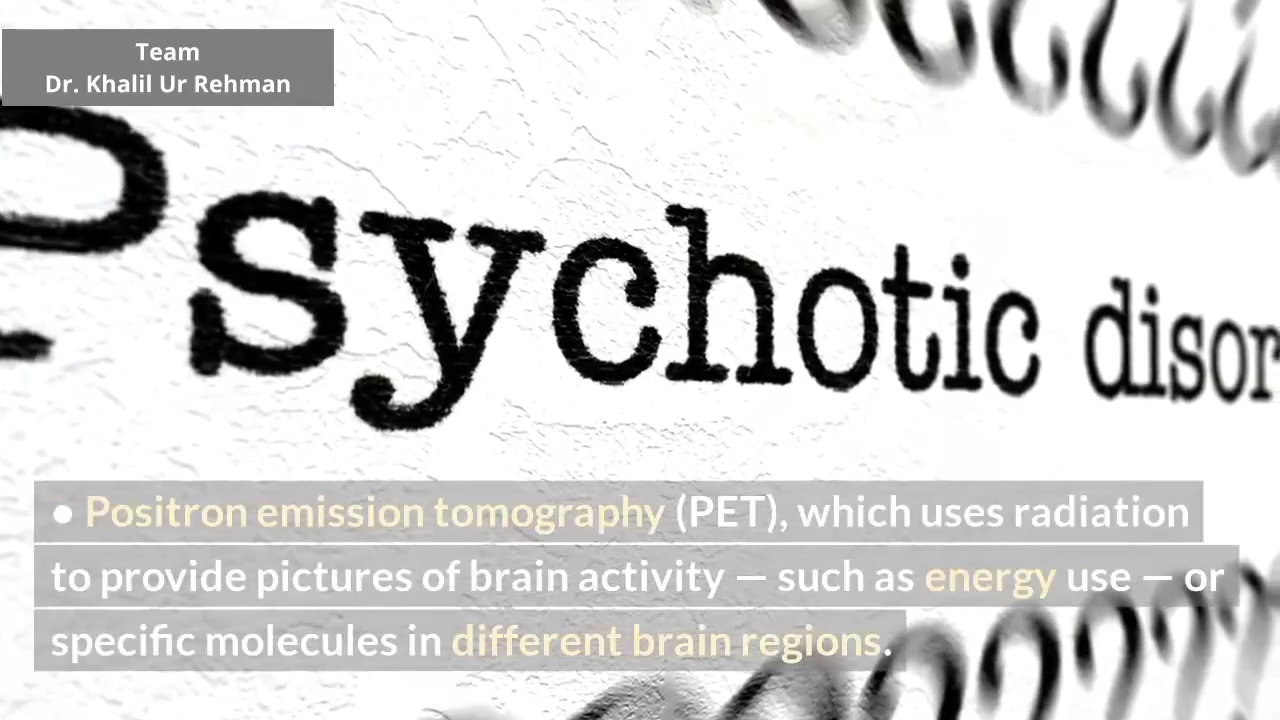 Team
Dr. Khalil Ur Rehman
Psychotic disor
● Positron emission tomography (PET), which uses radiation
to provide pictures of brain activity — such as energy use — or
specific molecules in different brain regions.